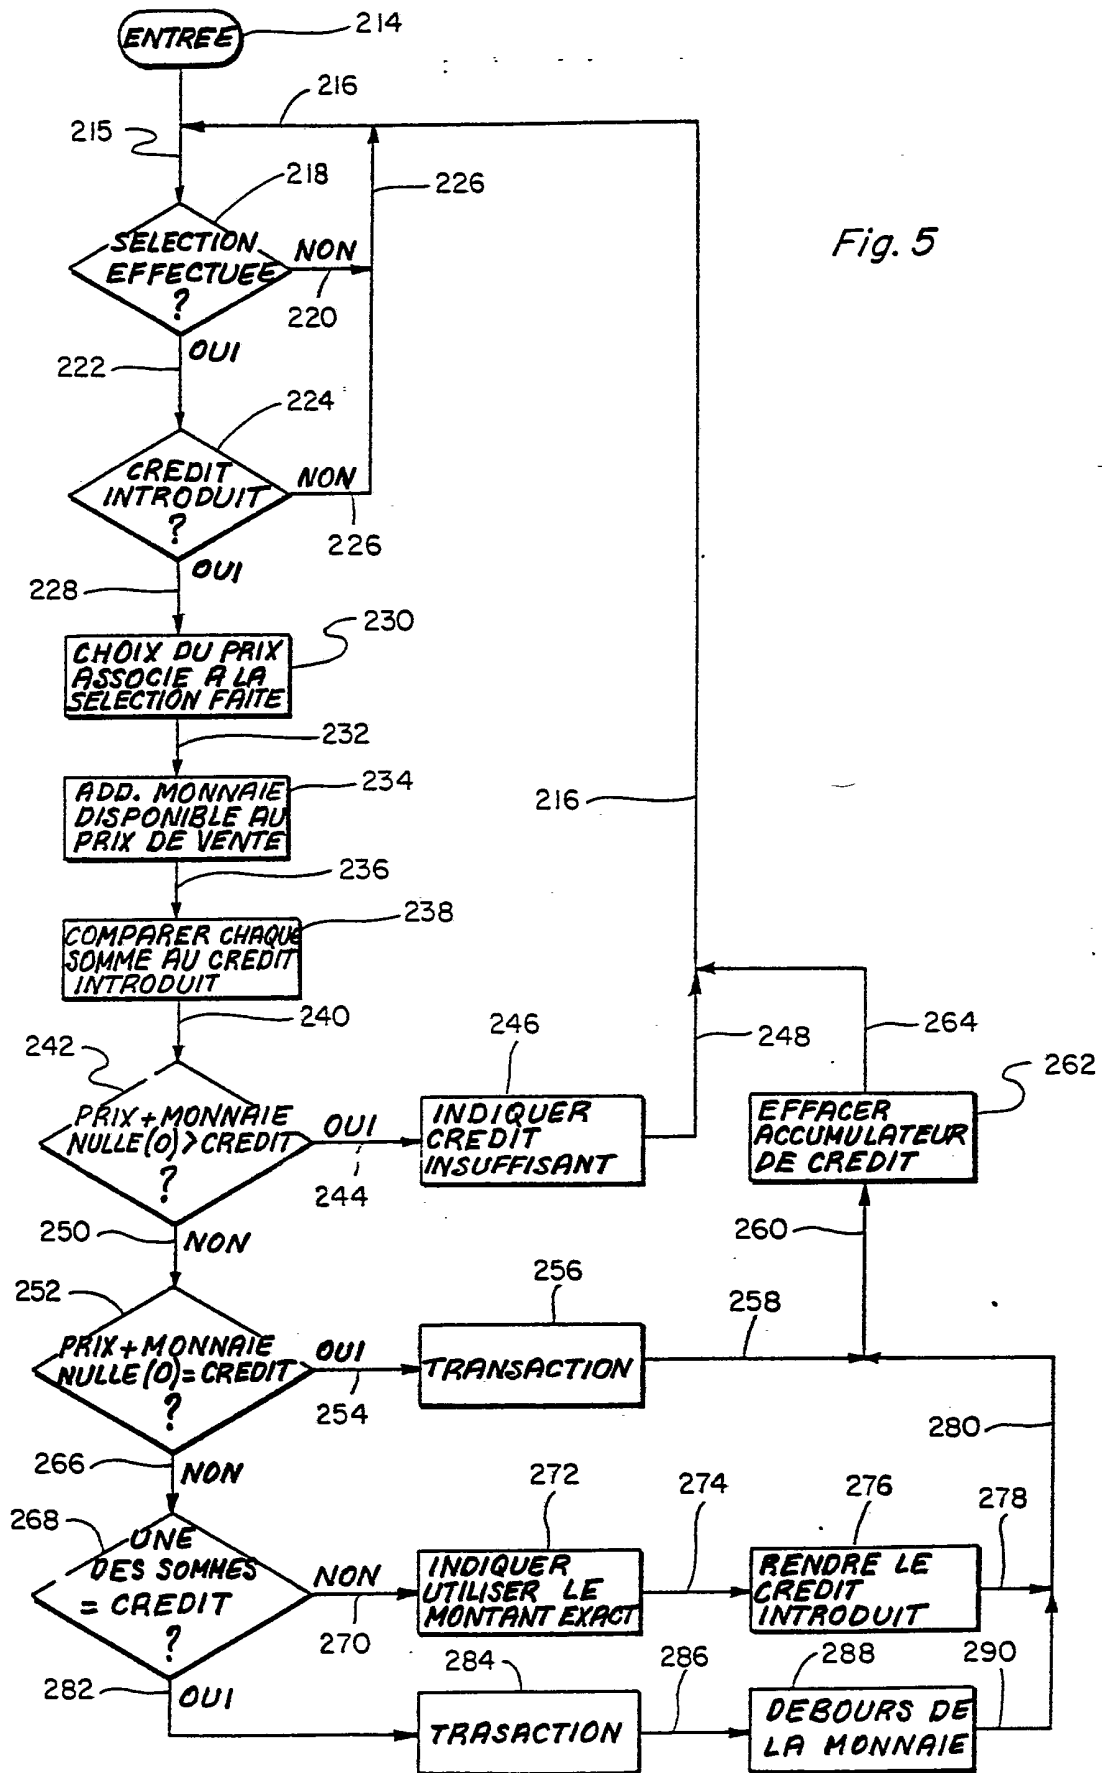 ENTREE
214
216
215
218
226
Fig. 5
SELECTION
EFFECTUEE
?
NON
220
OUI
222
224
CREDIT
INTRODUIT
?
NON
226
OUI
228
230
CHOIX DU PRIX
ASSOCIE A LA
SELECTION FAITE
232
234
ADD. MONNAIE
DISPONIBLE AU
PRIX DE VENTE
216
236
238
COMPARER CHAQUE
SOMME AU CREDIT
INTRODUIT
240
242
246
248
264
262
PRIX + MONNAIE
NULLE (0) > CREDIT
?
OUI
244
INDIQUER
CREDIT
INSUFFISANT
EFFACER
ACCUMULATEUR
DE CREDIT
250
NON
260
252
256
258
PRIX + MONNAIE
NULLE (0) = CREDIT
?
OUI
254
TRANSACTION
280
266
NON
268
272
274
276
278
UNE
DES SOMMES
= CREDIT
?
NON
270
INDIQUER
UTILISER LE
MONTANT EXACT
RENDRE LE
CREDIT
INTRODUIT
282
OUI
284
286
288
290
TRASACTION
DEBOURS DE
LA MONNAIE